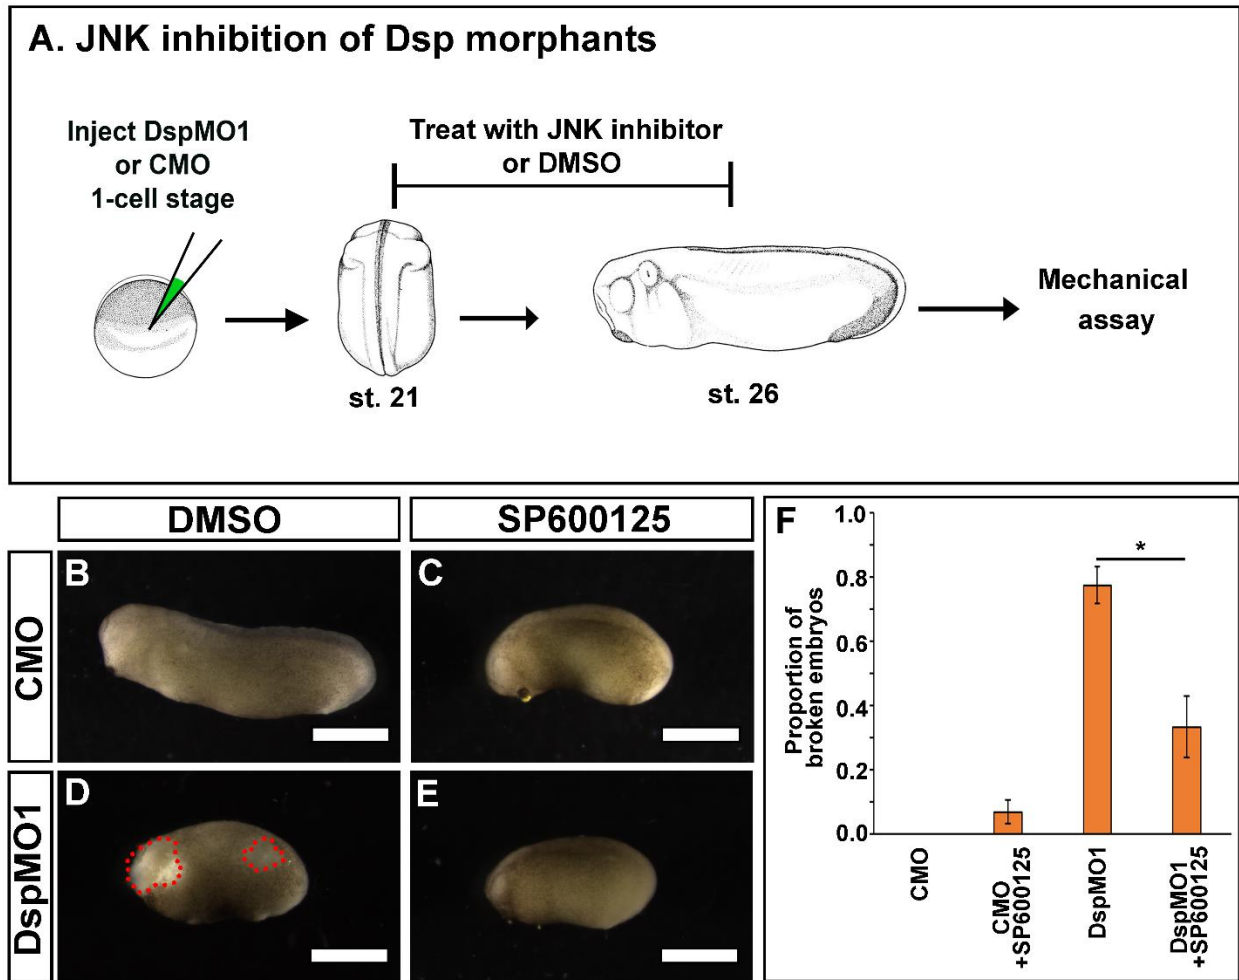 A. JNK inhibition of Dsp morphants
Inject DspMO1
or CMO
1-cell stage
Treat with JNK inhibitor
or DMSO
Mechanical
assay
st. 21
st. 26
DMSO
SP600125
CMO
DspMO1
B
C
D
E
F
Proportion of
broken embryos
1.0
0.8
0.6
0.4
0.2
0.0
*
CMO
CMO
+SP600125
DspMO1
DspMO1
+SP600125